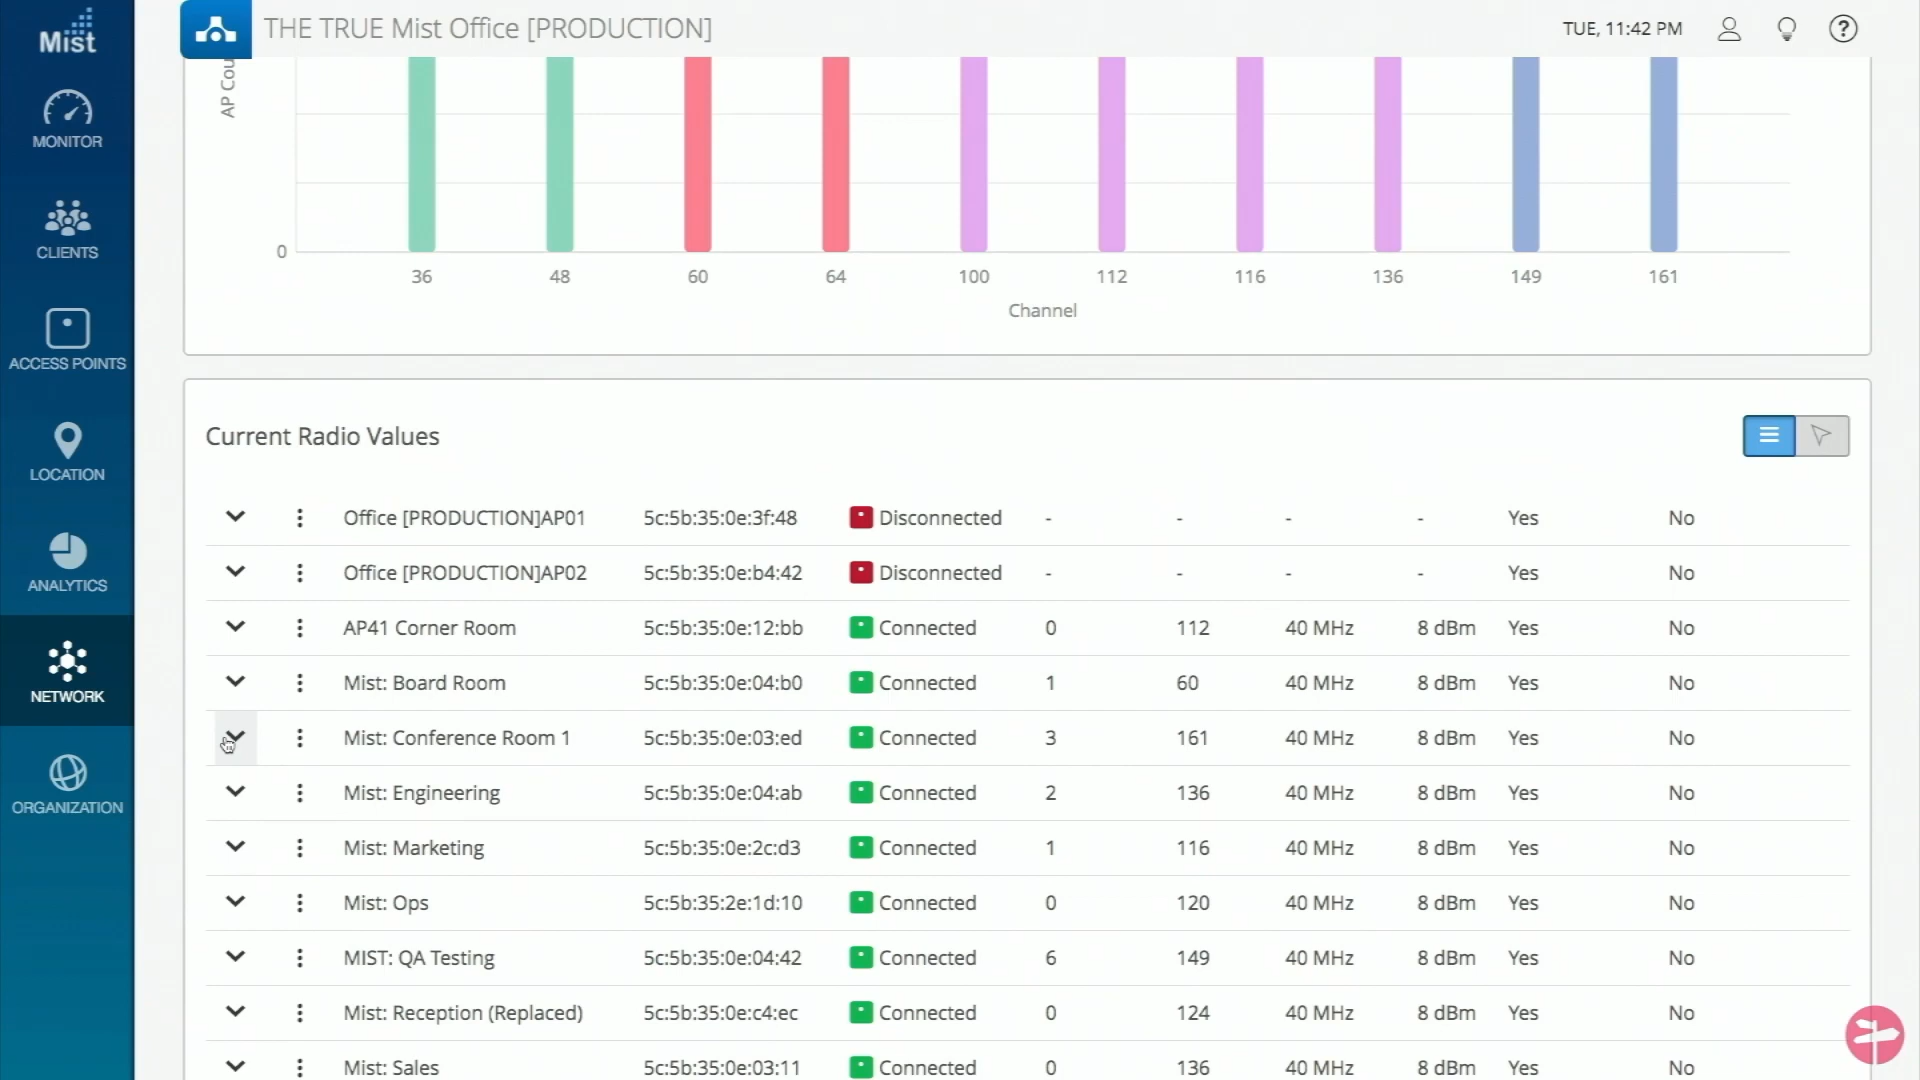 Mist
THE TRUE Mist Office [PRODUCTION]
TUE, 11:42 PM
?
MONITOR
CLIENTS
ACCESS POINTS
LOCATION
ANALYTICS
NETWORK
ORGANIZATION
AP Cou
0
36 48 60 64 100 112 116 136 149 161
Channel
Current Radio Values
Office [PRODUCTION]AP01 5c:5b:35:0e:3f:48 Disconnected - - - - Yes No
Office [PRODUCTION]AP02 5c:5b:35:0e:b4:42 Disconnected - - - - Yes No
AP41 Corner Room 5c:5b:35:0e:12:bb Connected 0 112 40 MHz 8 dBm Yes No
Mist: Board Room 5c:5b:35:0e:04:b0 Connected 1 60 40 MHz 8 dBm Yes No
Mist: Conference Room 1 5c:5b:35:0e:03:ed Connected 3 161 40 MHz 8 dBm Yes No
Mist: Engineering 5c:5b:35:0e:04:ab Connected 2 136 40 MHz 8 dBm Yes No
Mist: Marketing 5c:5b:35:0e:2c:d3 Connected 1 116 40 MHz 8 dBm Yes No
Mist: Ops 5c:5b:35:2e:1d:10 Connected 0 120 40 MHz 8 dBm Yes No
MIST: QA Testing 5c:5b:35:0e:04:42 Connected 6 149 40 MHz 8 dBm Yes No
Mist: Reception (Replaced) 5c:5b:35:0e:c4:ec Connected 0 124 40 MHz 8 dBm Yes No
Mist: Sales 5c:5b:35:0e:03:11 Connected 0 136 40 MHz 8 dBm Yes No